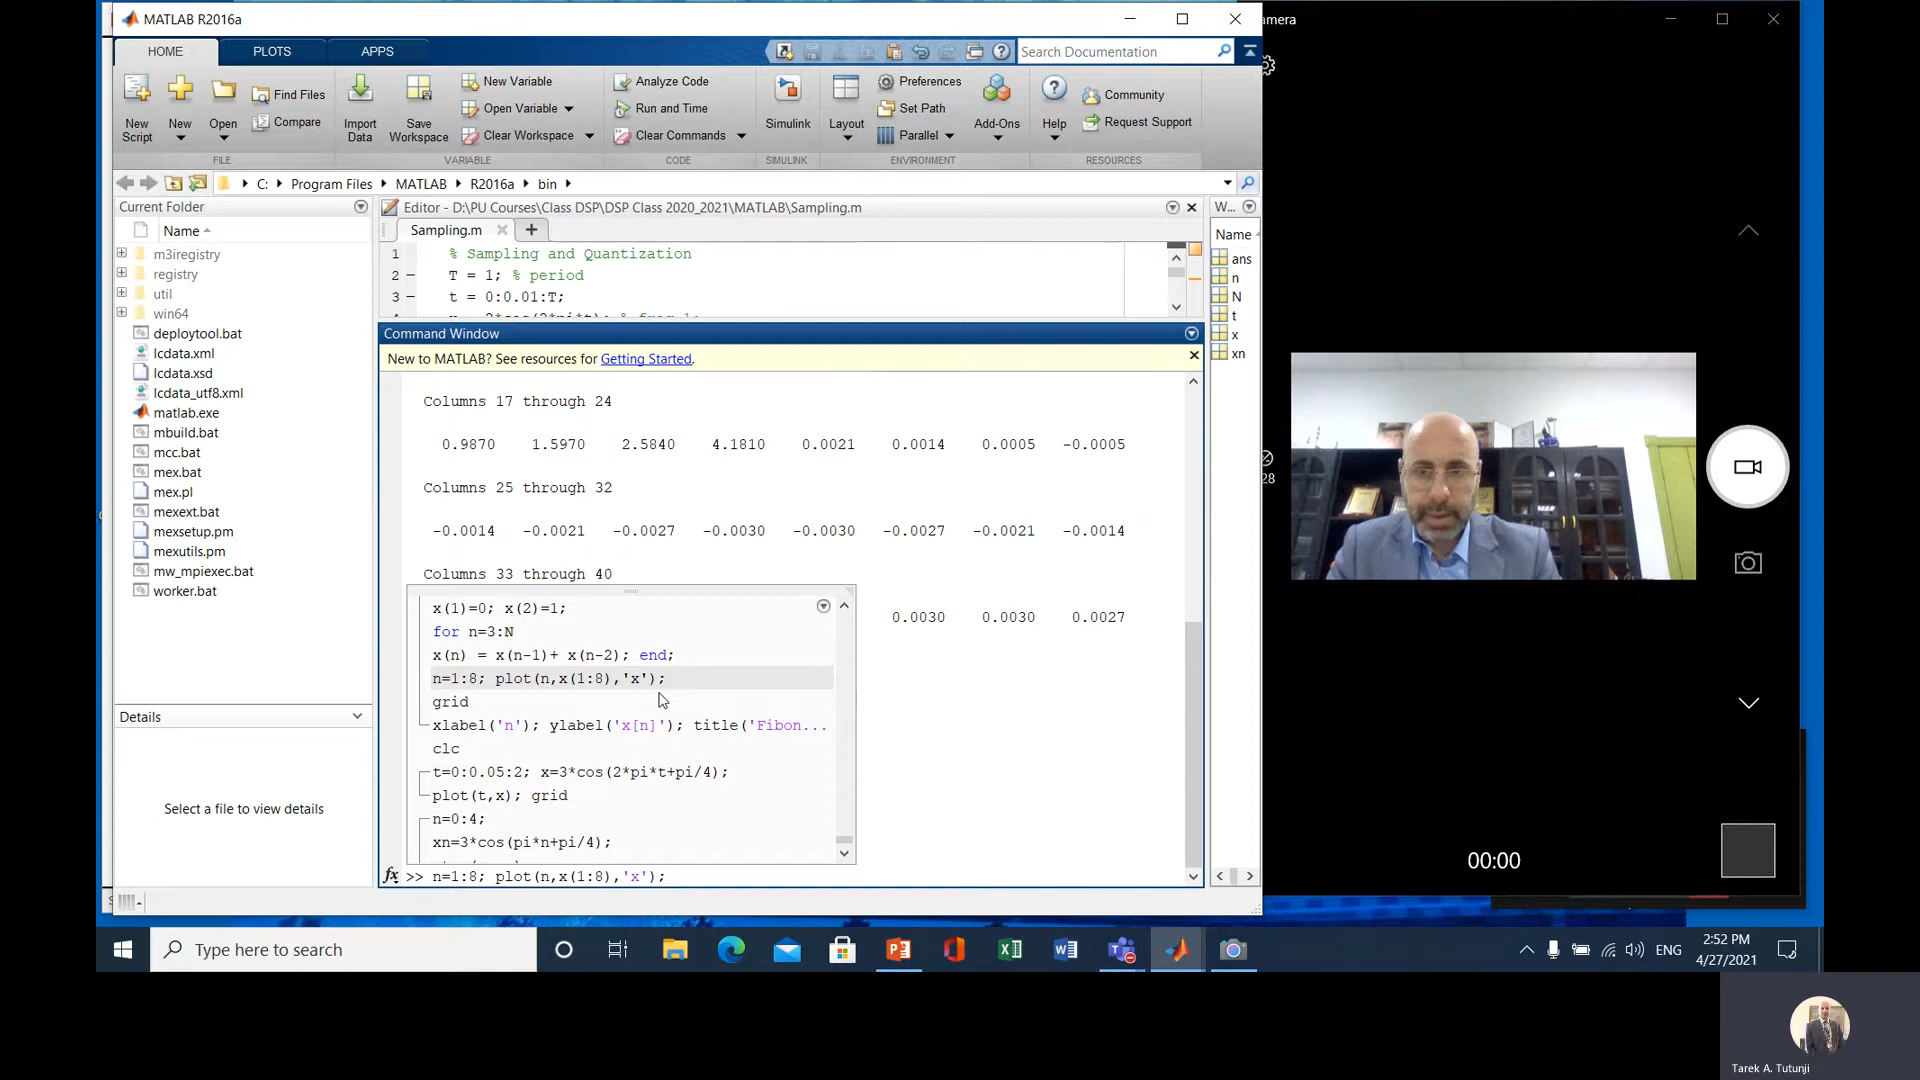 MATLAB R2016a
HOME
PLOTS
APPS
Search Documentation
New Script
New
Open
Find Files
Compare
Import Data
Save Workspace
New Variable
Open Variable
Clear Workspace
Analyze Code
Run and Time
Clear Commands
Simulink
Layout
Preferences
Set Path
Parallel
Add-Ons
Help
Community
Request Support
FILE
VARIABLE
CODE
SIMULINK
ENVIRONMENT
RESOURCES
C: Program Files MATLAB R2016a bin
Current Folder
Name
m3iregistry
registry
util
win64
deploytool.bat
lcdata.xml
lcdata.xsd
lcdata_utf8.xml
matlab.exe
mbuild.bat
mcc.bat
mex.bat
mex.pl
mexext.bat
mexsetup.pm
mexutils.pm
mw_mpiexec.bat
worker.bat
Details
Select a file to view details
Editor - D:\PU Courses\Class DSP\DSP Class 2020_2021\MATLAB\Sampling.m
Sampling.m
1 % Sampling and Quantization
2 - T = 1; % period
3 - t = 0:0.01:T;
Command Window
New to MATLAB? See resources for Getting Started.
Columns 17 through 24
0.9870 1.5970 2.5840 4.1810 0.0021 0.0014 0.0005 -0.0005
Columns 25 through 32
-0.0014 -0.0021 -0.0027 -0.0030 -0.0030 -0.0027 -0.0021 -0.0014
Columns 33 through 40
0.0030 0.0030 0.0027
x(1)=0; x(2)=1;
for n=3:N
x(n) = x(n-1)+ x(n-2); end;
n=1:8; plot(n,x(1:8),'x');
grid
xlabel('n'); ylabel('x[n]'); title('Fibon...
clc
t=0:0.05:2; x=3*cos(2*pi*t+pi/4);
plot(t,x); grid
n=0:4;
xn=3*cos(pi*n+pi/4);
fx >> n=1:8; plot(n,x(1:8),'x');
W...
Name
ans
n
N
t
x
xn
amera
28
00:00
Type here to search
ENG
2:52 PM
4/27/2021
Tarek A. Tutunji